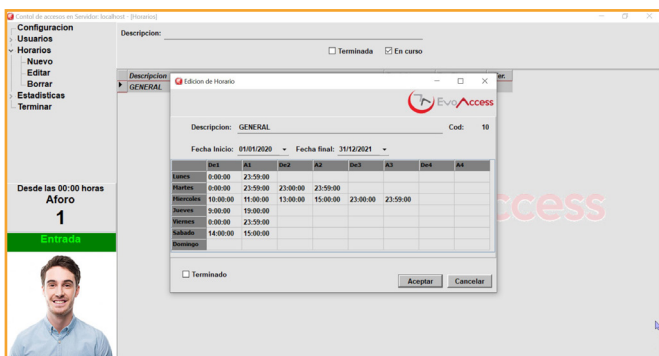 Contol de accesos en Servidor: localhost - [Horarios]
Configuracion
Usuarios
Horarios
Nuevo
Editar
Borrar
Estadisticas
Terminar
Descripcion:
Terminada En curso
Descripcion Ter.
GENERAL
Edicion de Horario
EvoAccess
Descripcion: GENERAL Cod: 10
Fecha Inicio: 01/01/2020 Fecha final: 31/12/2021
De1 A1 De2 A2 De3 A3 De4 A4
Lunes 0:00:00 23:59:00
Martes 0:00:00 23:59:00 23:00:00 23:59:00
Miercoles 10:00:00 11:00:00 13:00:00 15:00:00 23:00:00 23:59:00
Jueves 9:00:00 19:00:00
Viernes 0:00:00 23:59:00
Sabado 14:00:00 15:00:00
Domingo
Terminado
Aceptar Cancelar
Desde las 00:00 horas
Aforo
1
Entrada
ccess